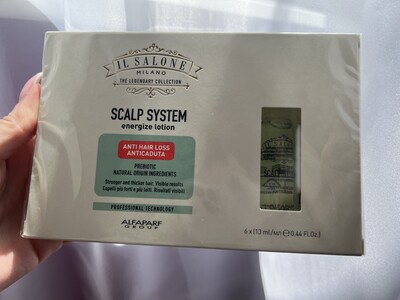 IL SALONE
MILANO
THE LEGENDARY COLLECTION
SCALP SYSTEM
energize lotion
ANTI HAIR LOSS
ANTICADUTA
PREBIOTIC
NATURAL ORIGIN INGREDIENTS
Stronger and thicker hair. Visible results
Capelli più forti e più folti. Risultati visibili
PROFESSIONAL TECHNOLOGY
ALFAPARF
GROUP
6 x [13 ml/мл] ℮ (0.44 Fl.Oz.)